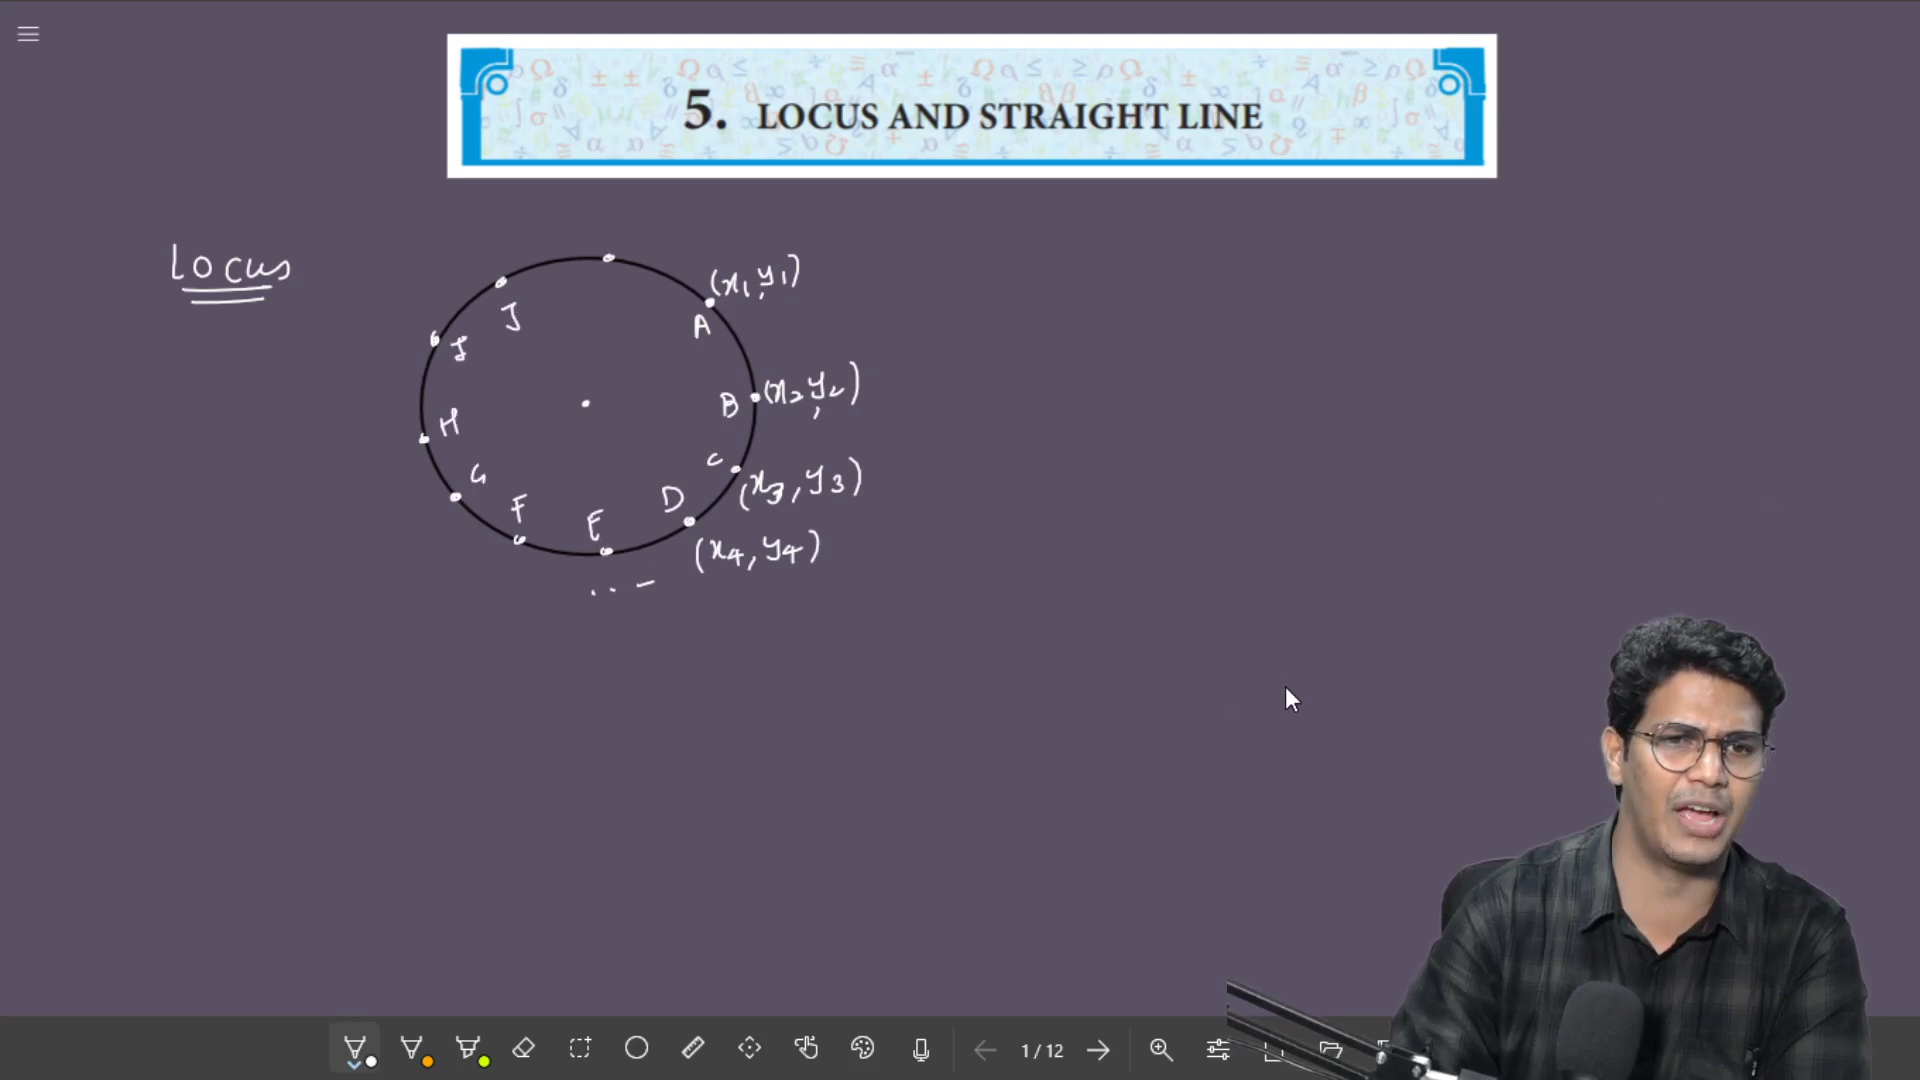 5. LOCUS AND STRAIGHT LINE
Locus
(x₁, y₁)
J
A
I
(x₂, y₂)
B
H
C
G
(x₃, y₃)
D
F
E
(x₄, y₄)
1 / 12